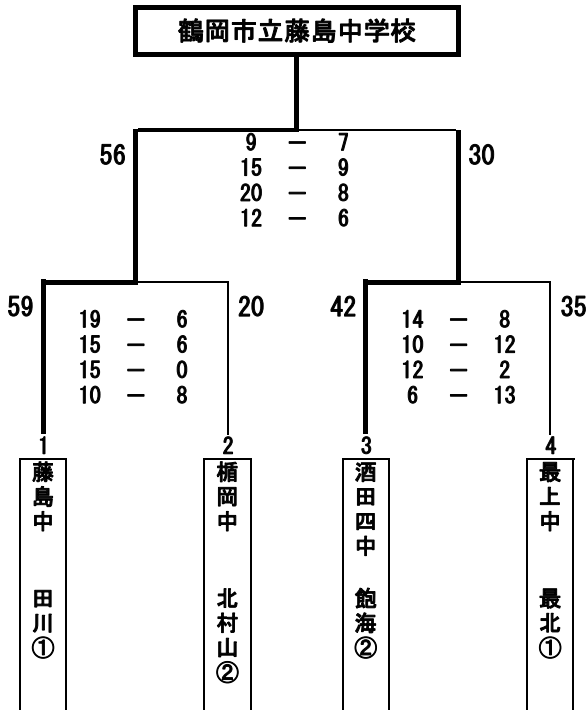 鶴岡市立藤島中学校
56
9 － 7
15 － 9
20 － 8
12 － 6
30
59
19 － 6
15 － 6
15 － 0
10 － 8
20
42
14 － 8
10 － 12
12 － 2
6 － 13
35
1
藤島中 田川①
2
楯岡中 北村山②
3
酒田四中 飽海②
4
最上中 最北①